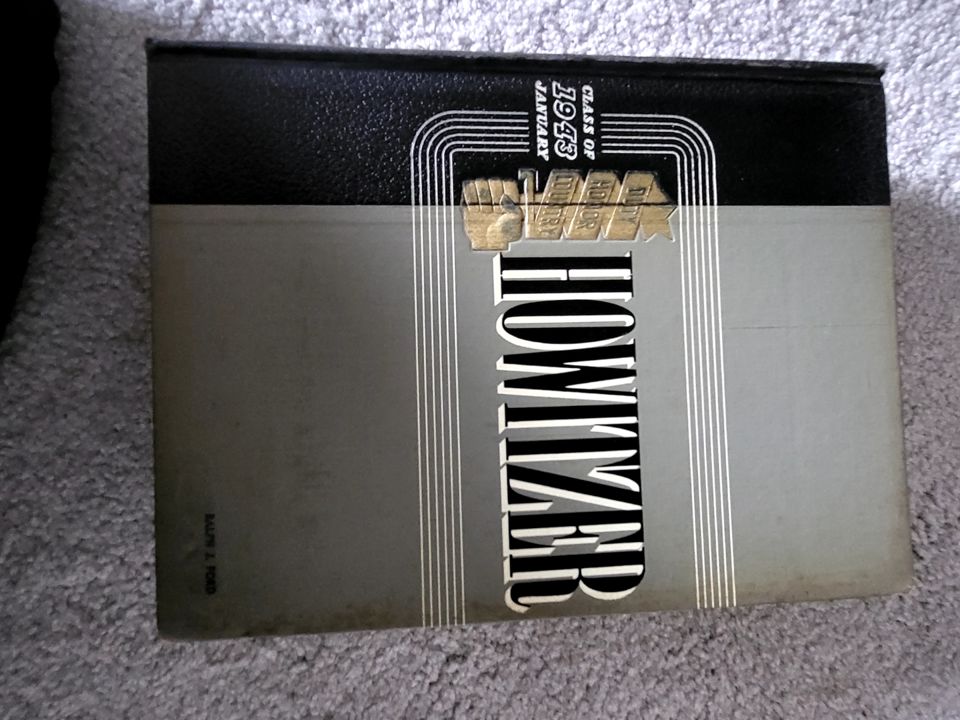 CLASS OF
1943
JANUARY
DUTY
HONOR
COUNTRY
HOWITZER
RALPH J. FORD